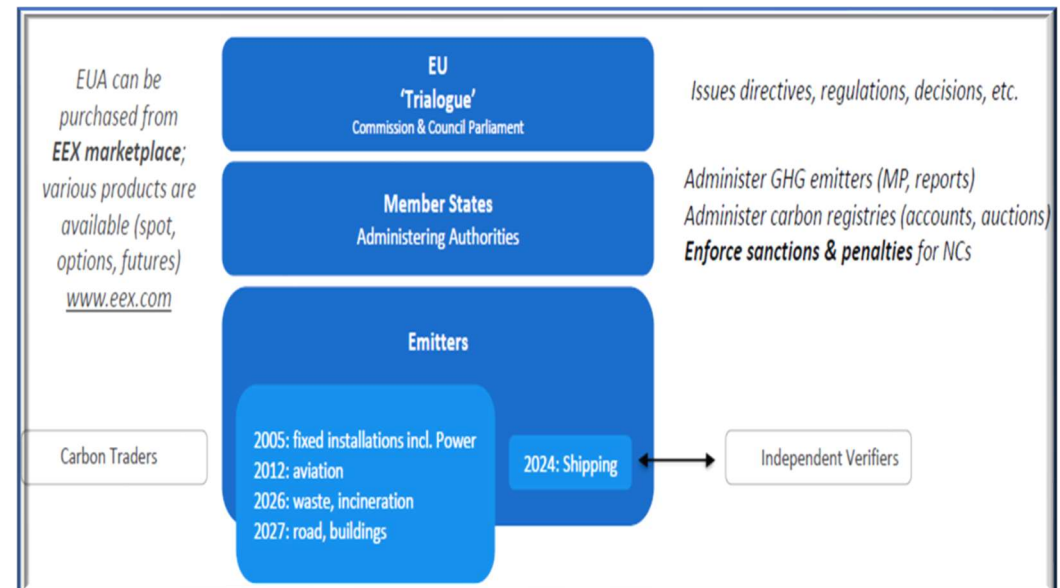 EUA can be
purchased from
EEX marketplace;
various products are
available (spot,
options, futures)
www.eex.com
EU
'Trialogue'
Commission & Council Parliament
Issues directives, regulations, decisions, etc.
Member States
Administering Authorities
Administer GHG emitters (MP, reports)
Administer carbon registries (accounts, auctions)
Enforce sanctions & penalties for NCs
Emitters
2005: fixed installations incl. Power
2012: aviation
2026: waste, incineration
2027: road, buildings
2024: Shipping
Carbon Traders
Independent Verifiers